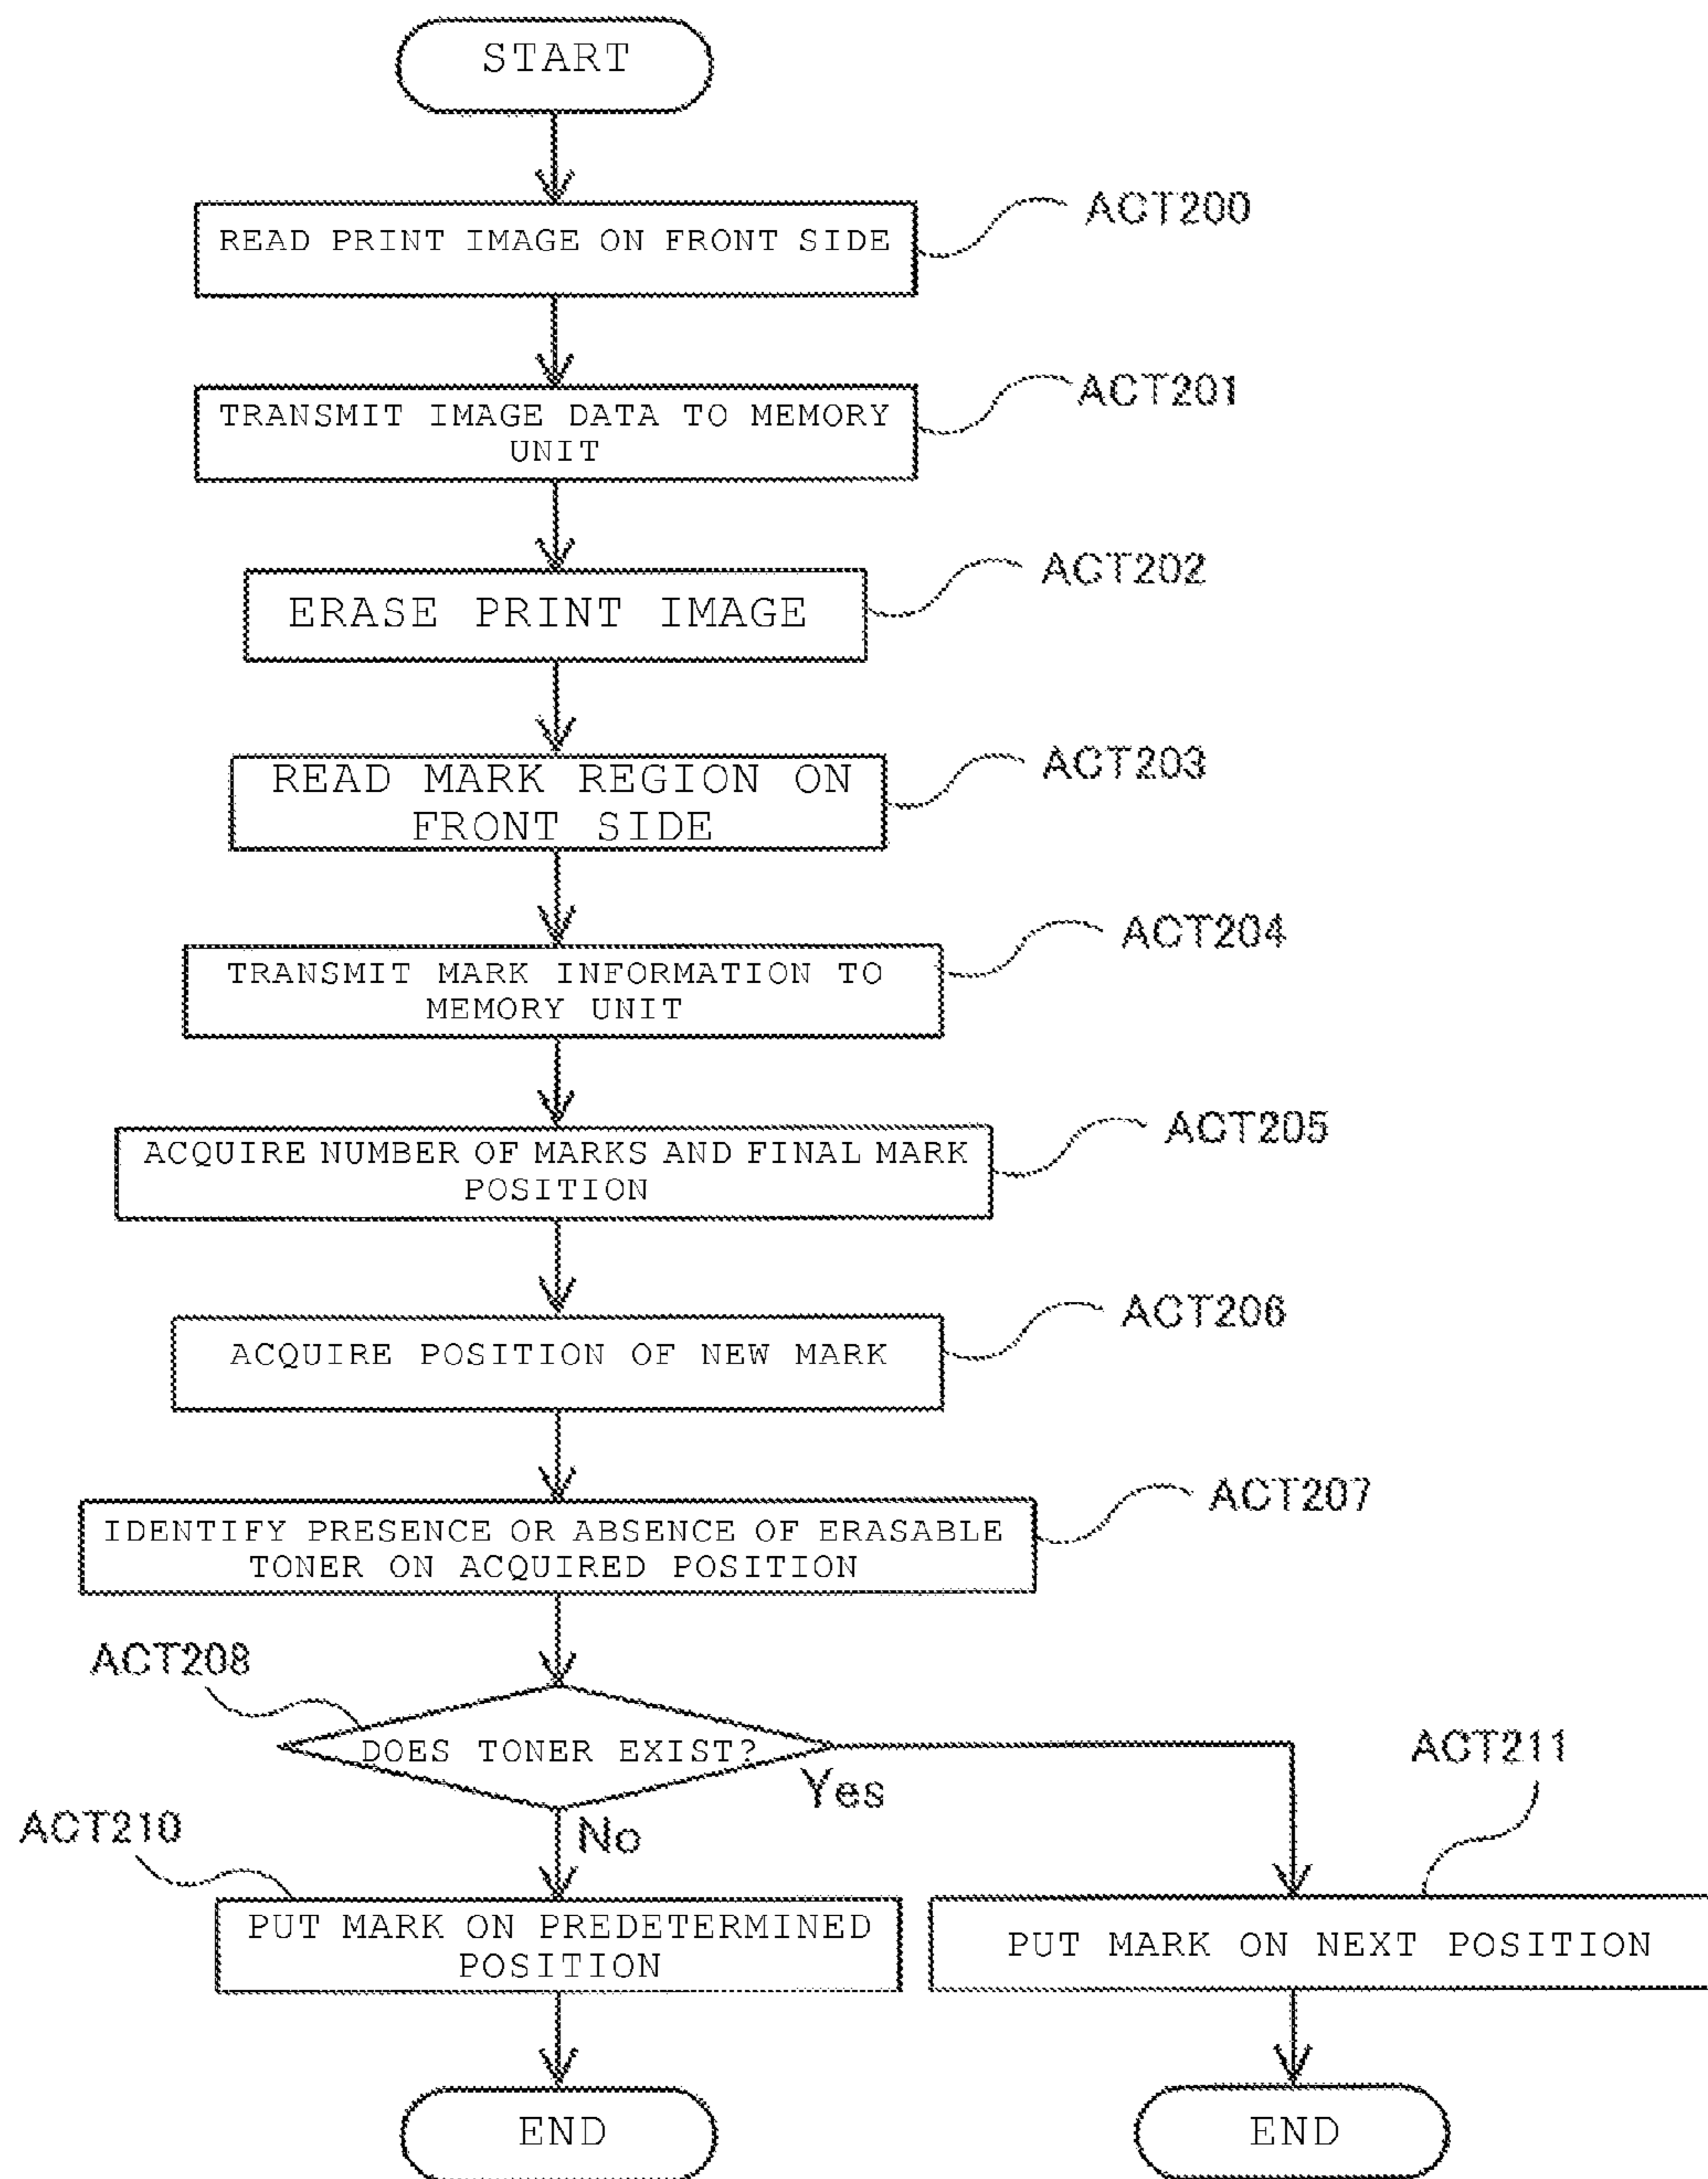 START
READ PRINT IMAGE ON FRONT SIDE
ACT200
TRANSMIT IMAGE DATA TO MEMORY
UNIT
ACT201
ERASE PRINT IMAGE
ACT202
READ MARK REGION ON
FRONT SIDE
ACT203
TRANSMIT MARK INFORMATION TO
MEMORY UNIT
ACT204
ACQUIRE NUMBER OF MARKS AND FINAL MARK
POSITION
ACT205
ACQUIRE POSITION OF NEW MARK
ACT206
IDENTIFY PRESENCE OR ABSENCE OF ERASABLE
TONER ON ACQUIRED POSITION
ACT207
ACT208
DOES TONER EXIST?
Yes
No
ACT210
PUT MARK ON PREDETERMINED
POSITION
ACT211
PUT MARK ON NEXT POSITION
END
END